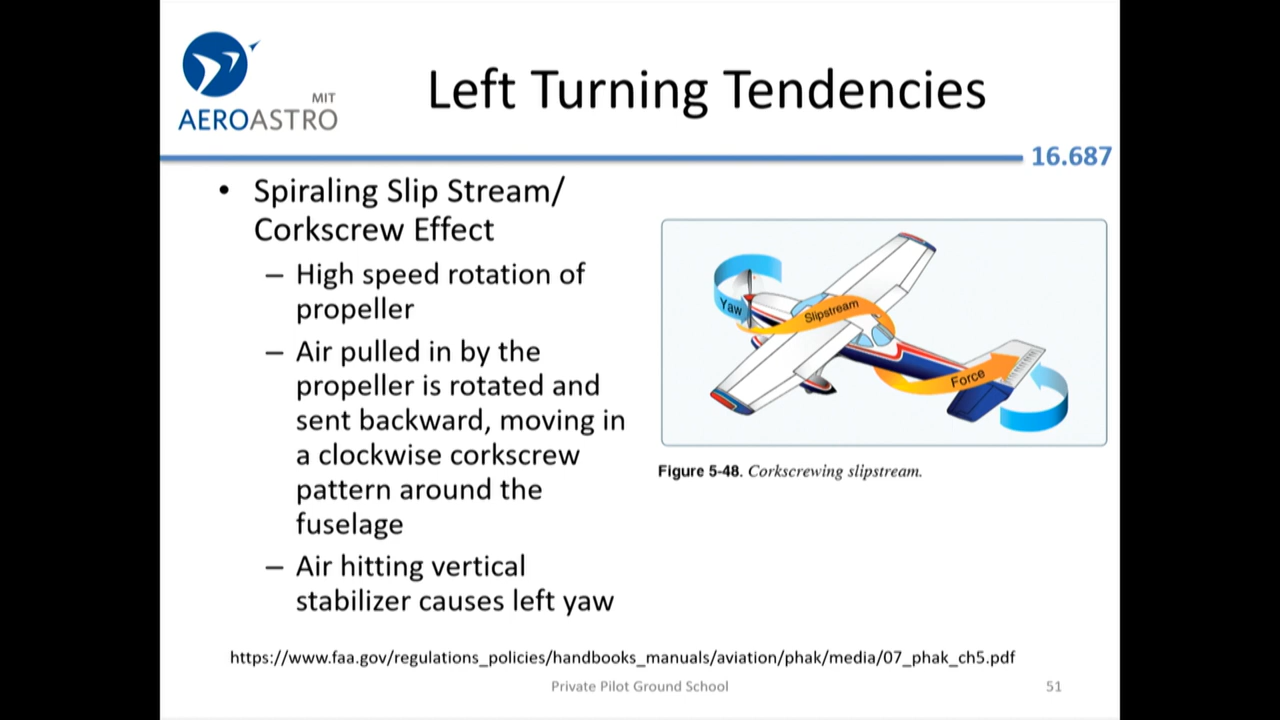 MIT
AEROASTRO
Left Turning Tendencies
16.687
• Spiraling Slip Stream/
Corkscrew Effect
– High speed rotation of
propeller
– Air pulled in by the
propeller is rotated and
sent backward, moving in
a clockwise corkscrew
pattern around the
fuselage
– Air hitting vertical
stabilizer causes left yaw
Yaw
Slipstream
Force
Figure 5-48. Corkscrewing slipstream.
https://www.faa.gov/regulations_policies/handbooks_manuals/aviation/phak/media/07_phak_ch5.pdf
Private Pilot Ground School
51